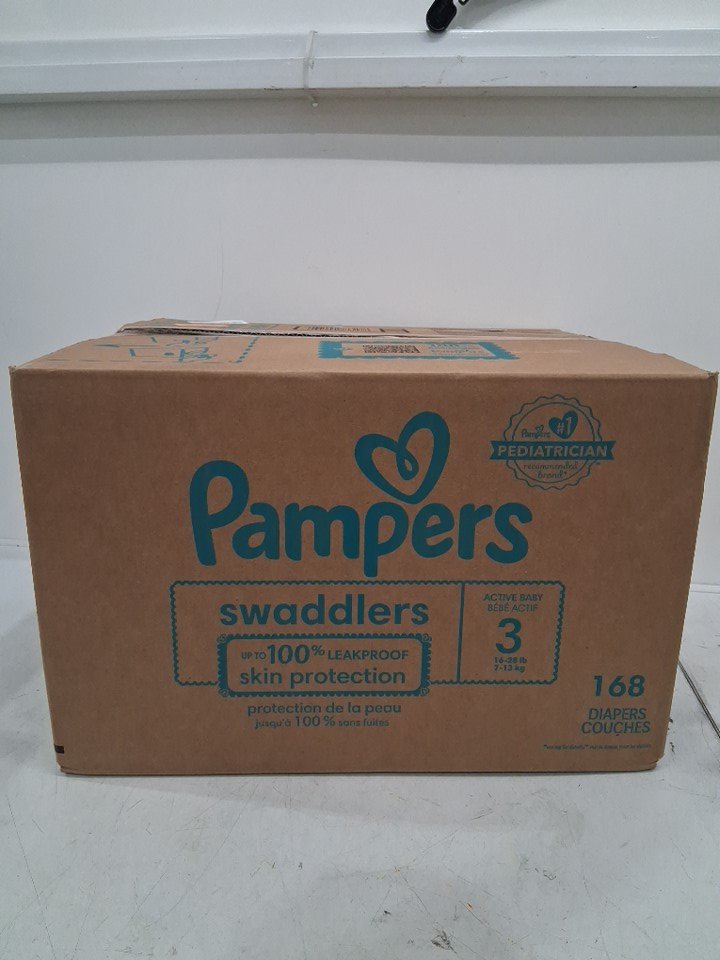 Pampers #1
PEDIATRICIAN
recommended
brand*
Pampers
swaddlers
UP TO 100% LEAKPROOF
skin protection
protection de la peau
jusqu'à 100% sans fuites
ACTIVE BABY
BÉBÉ ACTIF
3
16-28 lb
7-13 kg
168
DIAPERS
COUCHES